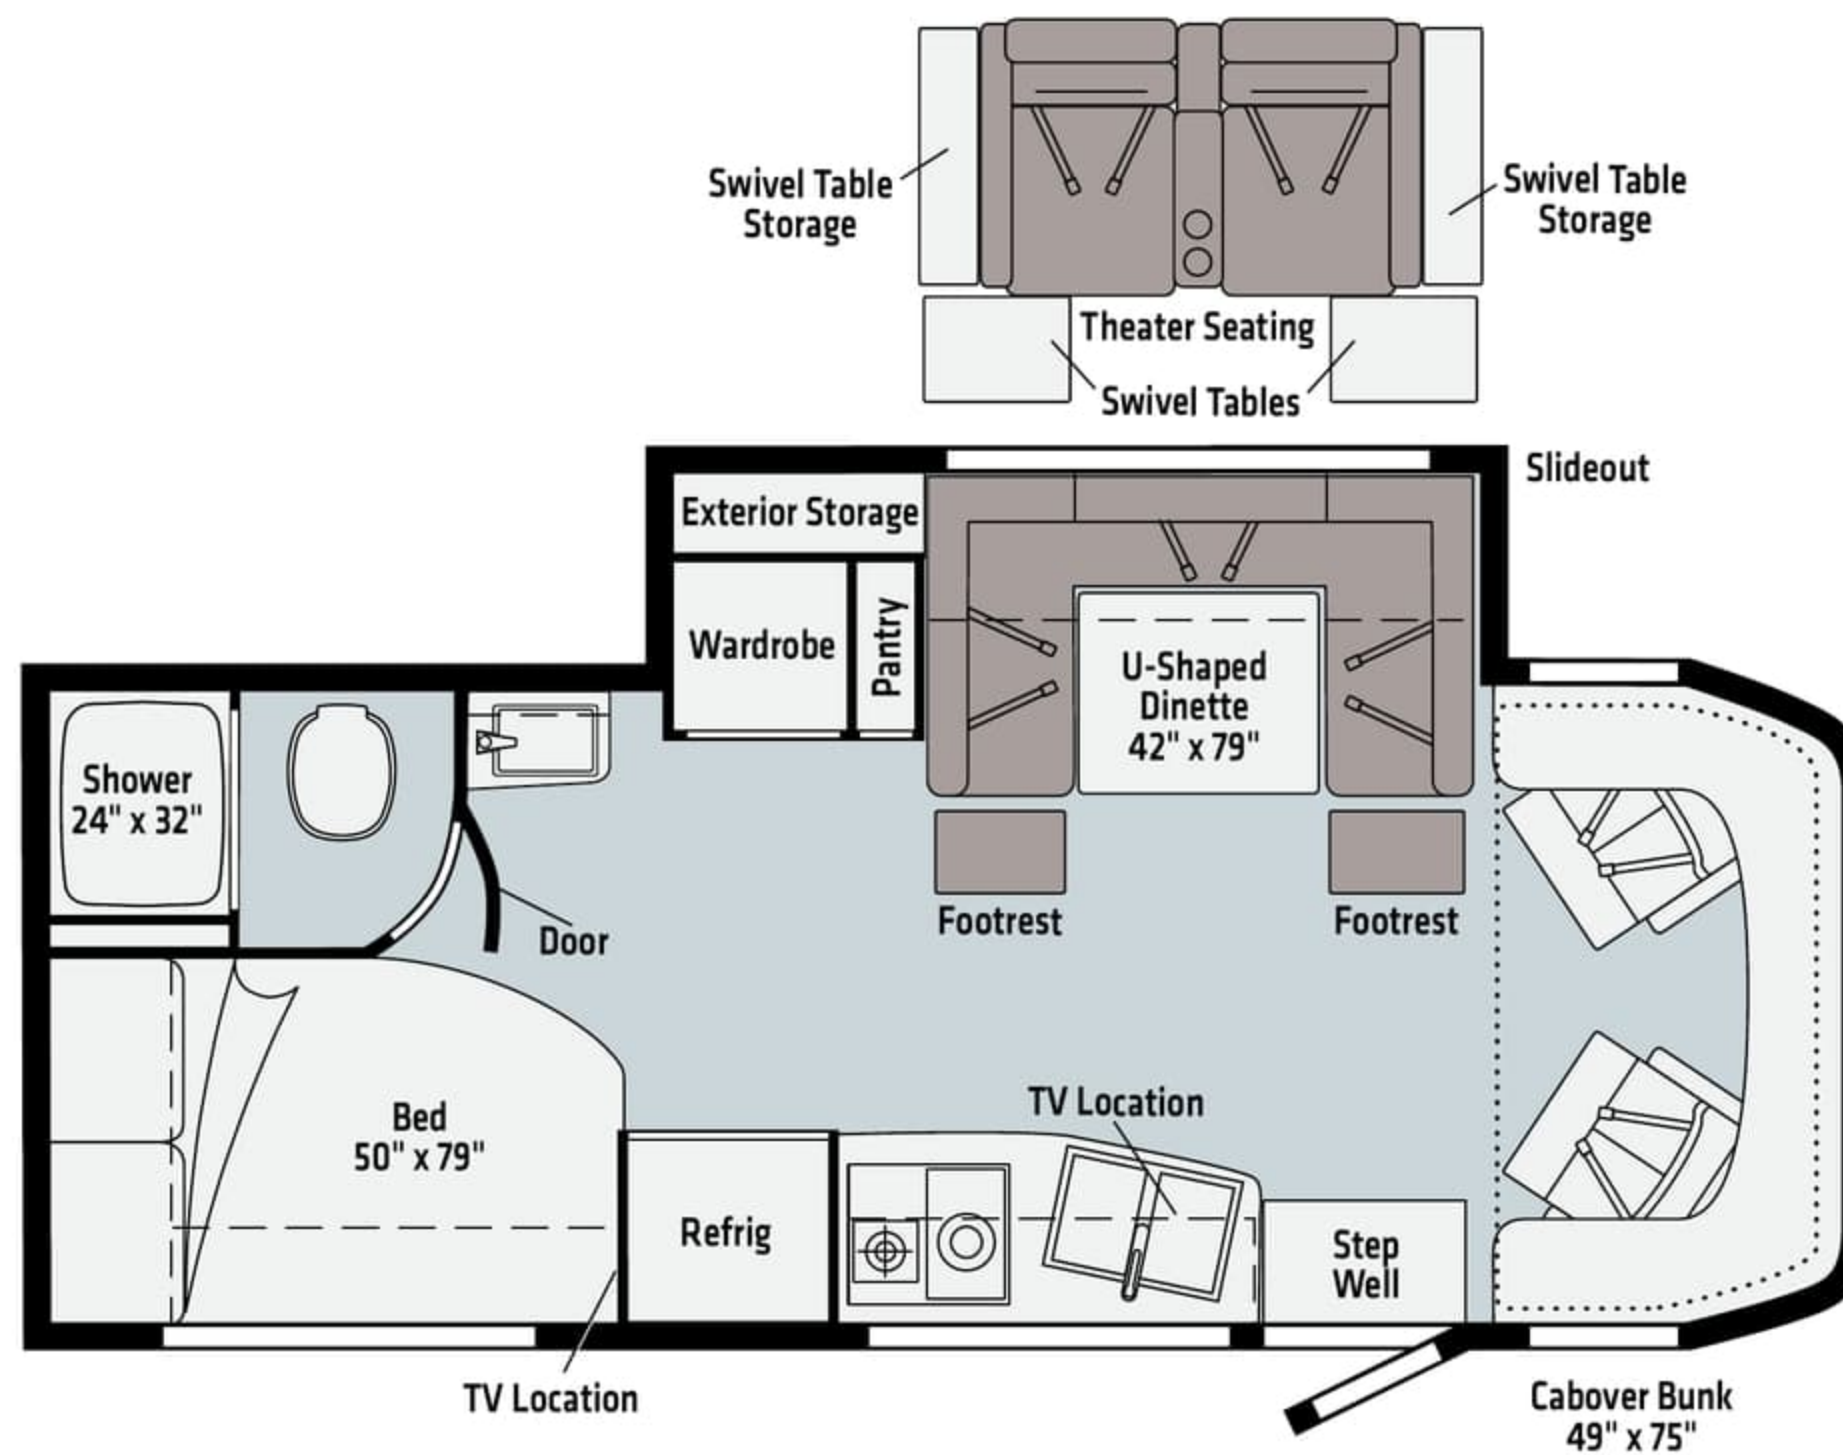 Swivel Table
Storage
Swivel Table
Storage
Theater Seating
Swivel Tables
Slideout
Exterior Storage
Wardrobe
Pantry
U-Shaped
Dinette
42" x 79"
Shower
24" x 32"
Door
Footrest
Footrest
TV Location
Bed
50" x 79"
Refrig
Step
Well
TV Location
Cabover Bunk
49" x 75"